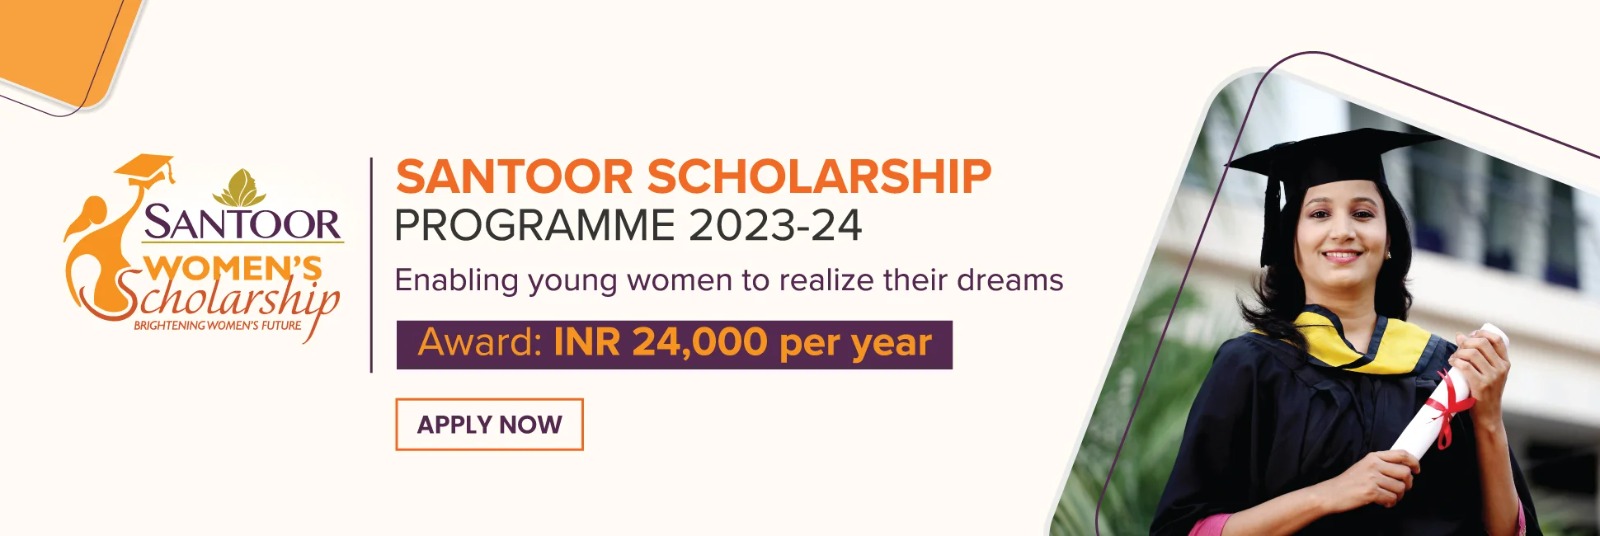 SANTOOR
WOMEN'S
Scholarship
BRIGHTENING WOMEN'S FUTURE
SANTOOR SCHOLARSHIP
PROGRAMME 2023-24
Enabling young women to realize their dreams
Award: INR 24,000 per year
APPLY NOW